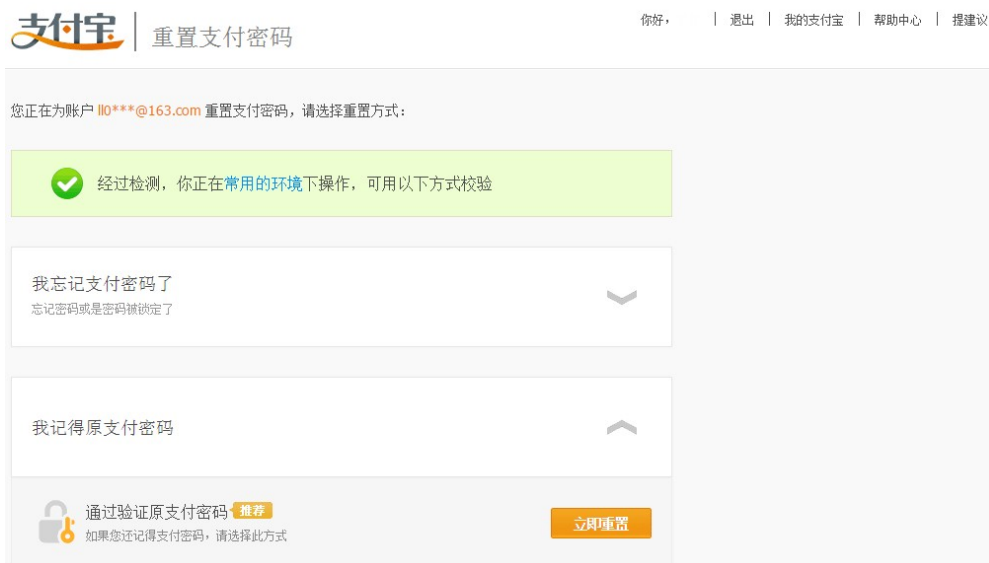 支付宝 | 重置支付密码
你好, | 退出 | 我的支付宝 | 帮助中心 | 提建议
您正在为账户 ll0***@163.com 重置支付密码，请选择重置方式：
经过检测，你正在常用的环境下操作，可用以下方式校验
我忘记支付密码了
忘记密码或是密码被锁定了
我记得原支付密码
通过验证原支付密码 推荐
如果您还记得支付密码，请选择此方式
立即重置